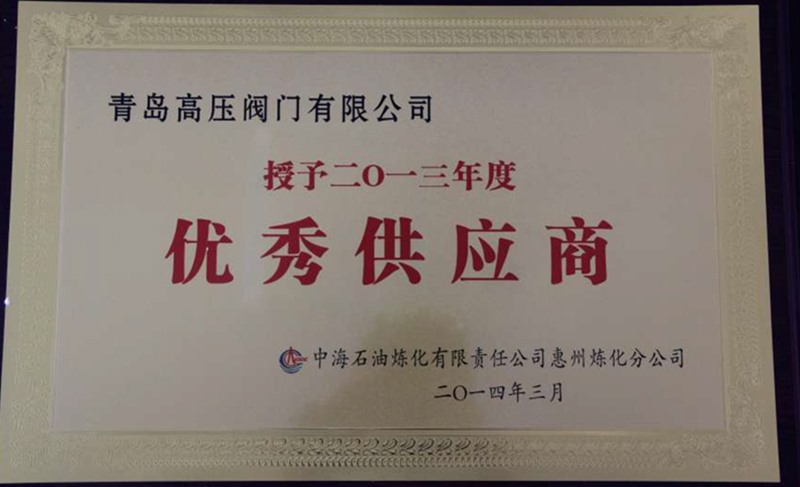 青岛高压阀门有限公司
授予二〇一三年度
优秀供应商
中海石油炼化有限责任公司惠州炼化分公司
二〇一四年三月